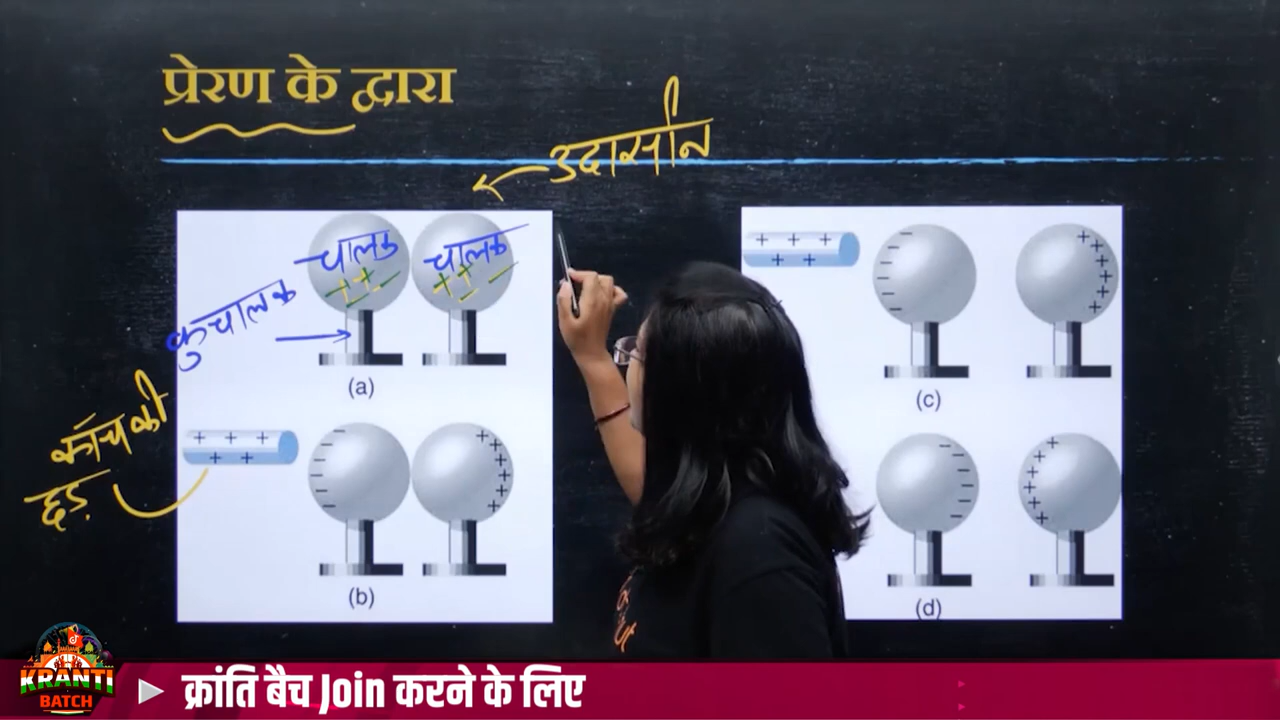 प्रेरण के द्वारा
उदासीन
चालक चालक
+ + - - + + - -
कुचालक
(a)
काँच की
छड़
+ + +
+ +
(b)
+ + +
+ +
(c)
(d)
KRANTI
BATCH
क्रांति बैच Join करने के लिए